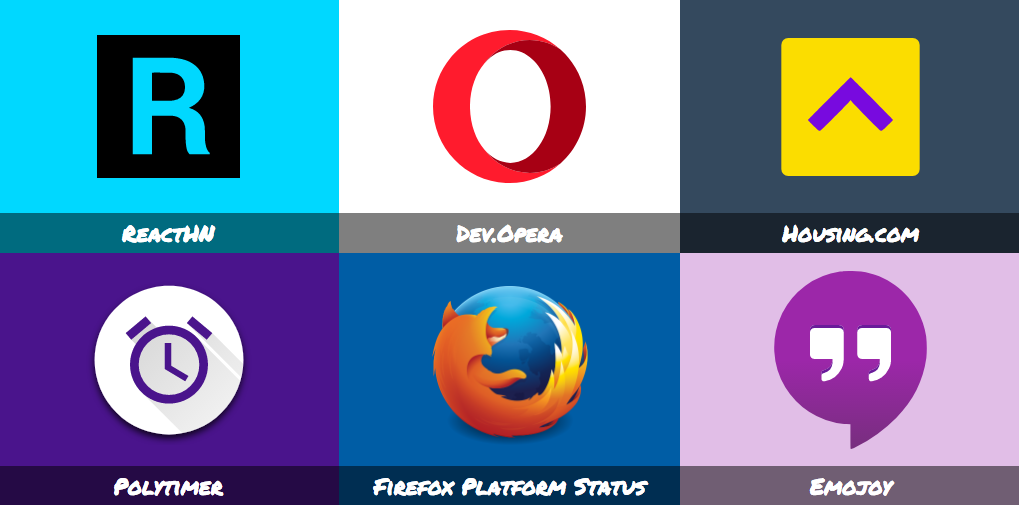 R
ReactHN
Dev.Opera
Housing.com
Polytimer
Firefox Platform Status
Emojoy